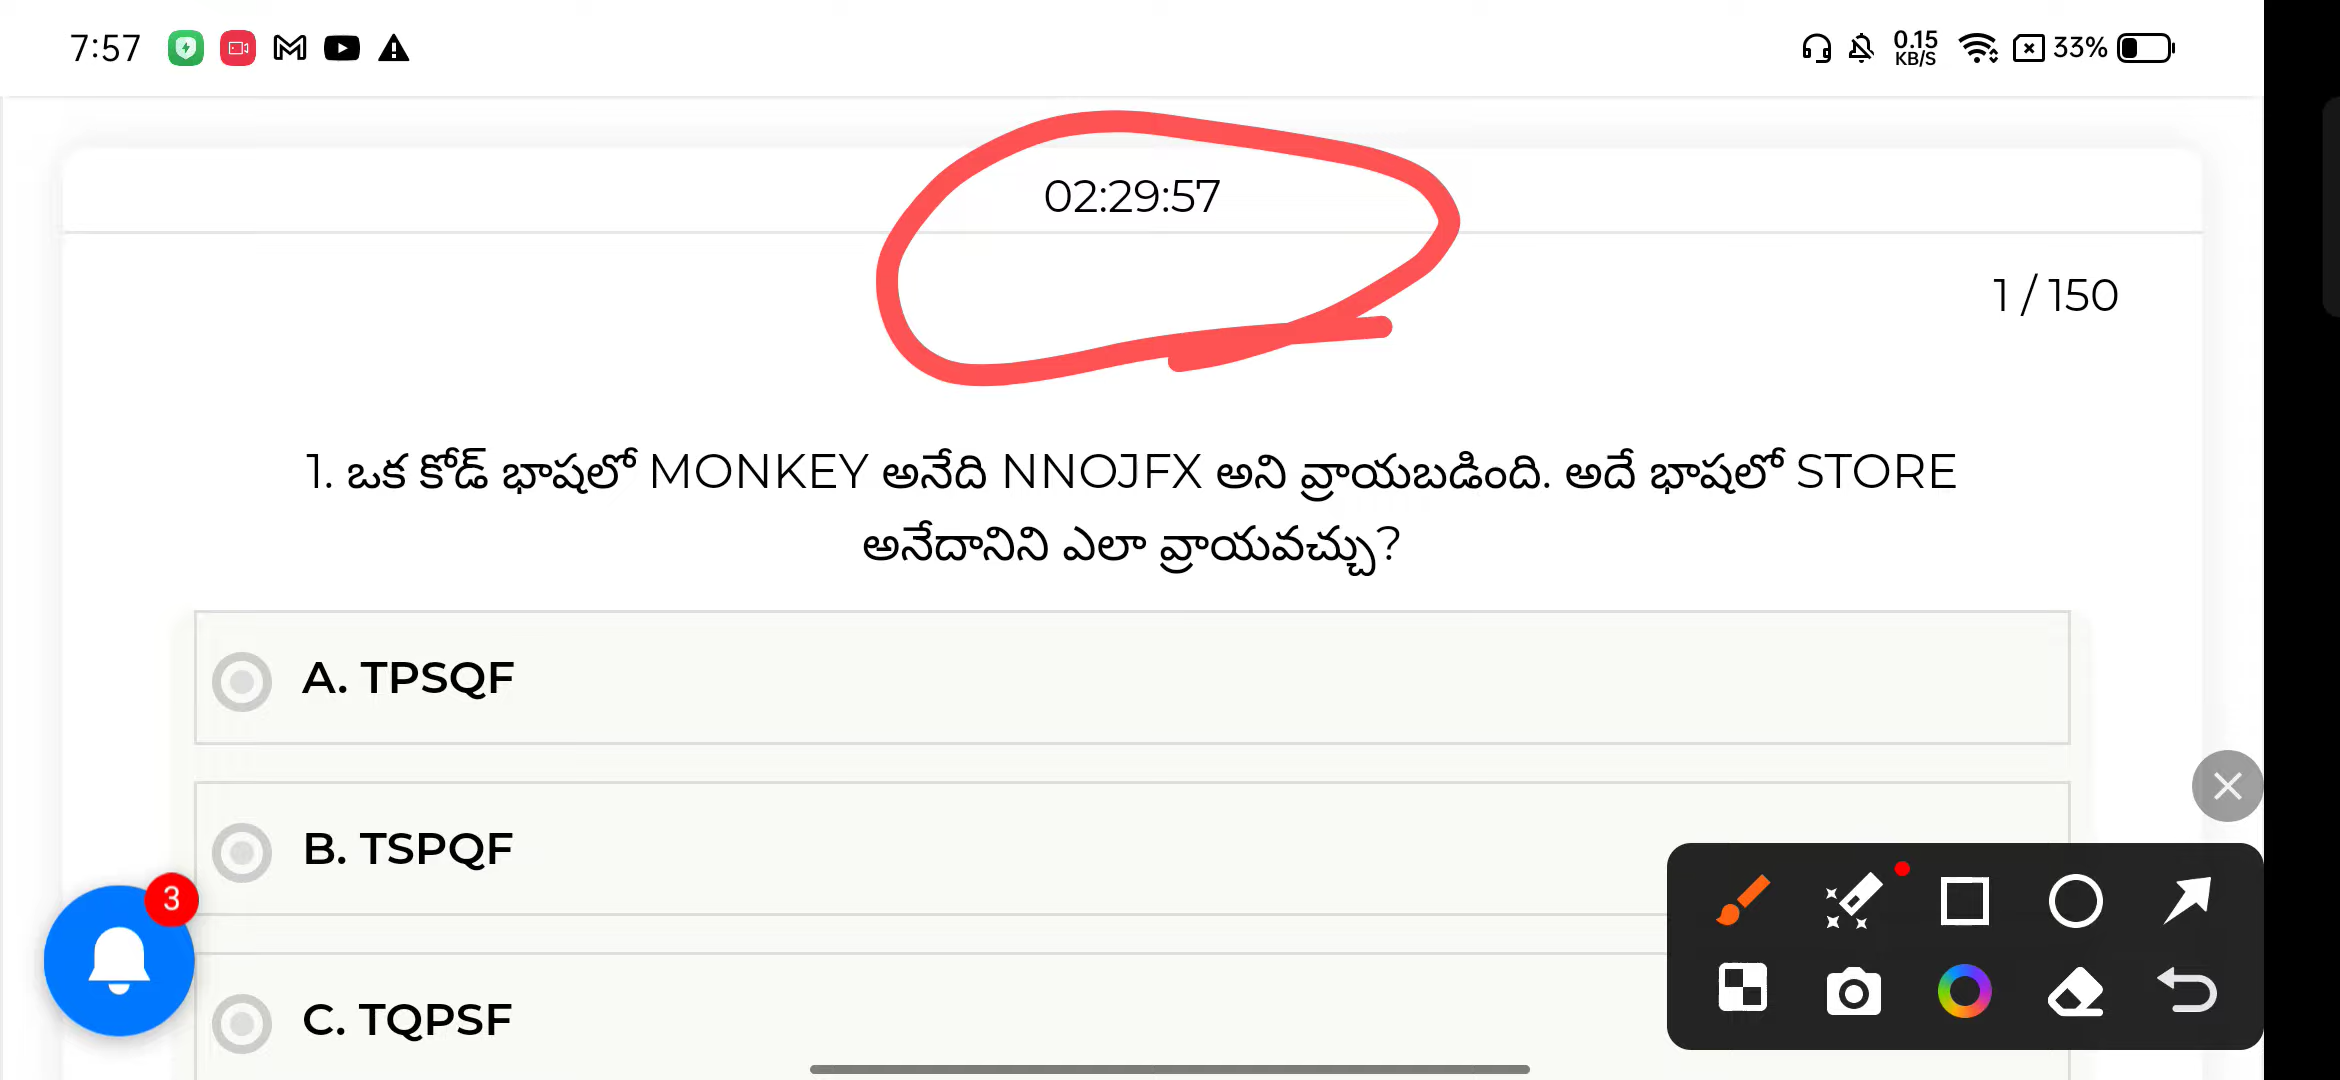 7:57
0.15
KB/S
33%
02:29:57
1 / 150
1. ఒక కోడ్ భాషలో MONKEY అనేది NNOJFX అని వ్రాయబడింది. అదే భాషలో STORE
అనేదానిని ఎలా వ్రాయవచ్చు?
A. TPSQF
B. TSPQF
3
C. TQPSF